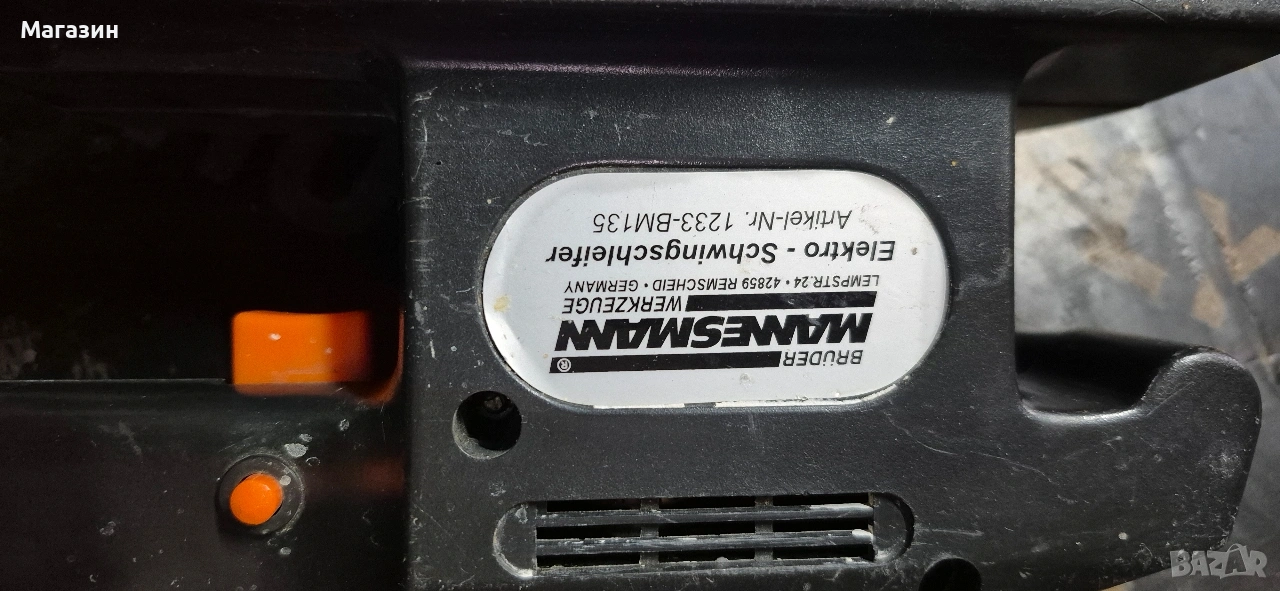 Магазин
BRÜDER
MANNESMANN ®
WERKZEUGE
LEMPSTR.24 • 42859 REMSCHEID • GERMANY
Elektro - Schwingschleifer
Artikel-Nr. 1233-BM135
BAZAR